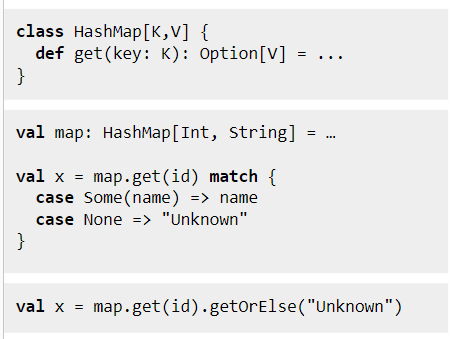 class HashMap[K,V] {
  def get(key: K): Option[V] = ...
}
val map: HashMap[Int, String] = …
val x = map.get(id) match {
  case Some(name) => name
  case None => "Unknown"
}
val x = map.get(id).getOrElse("Unknown")